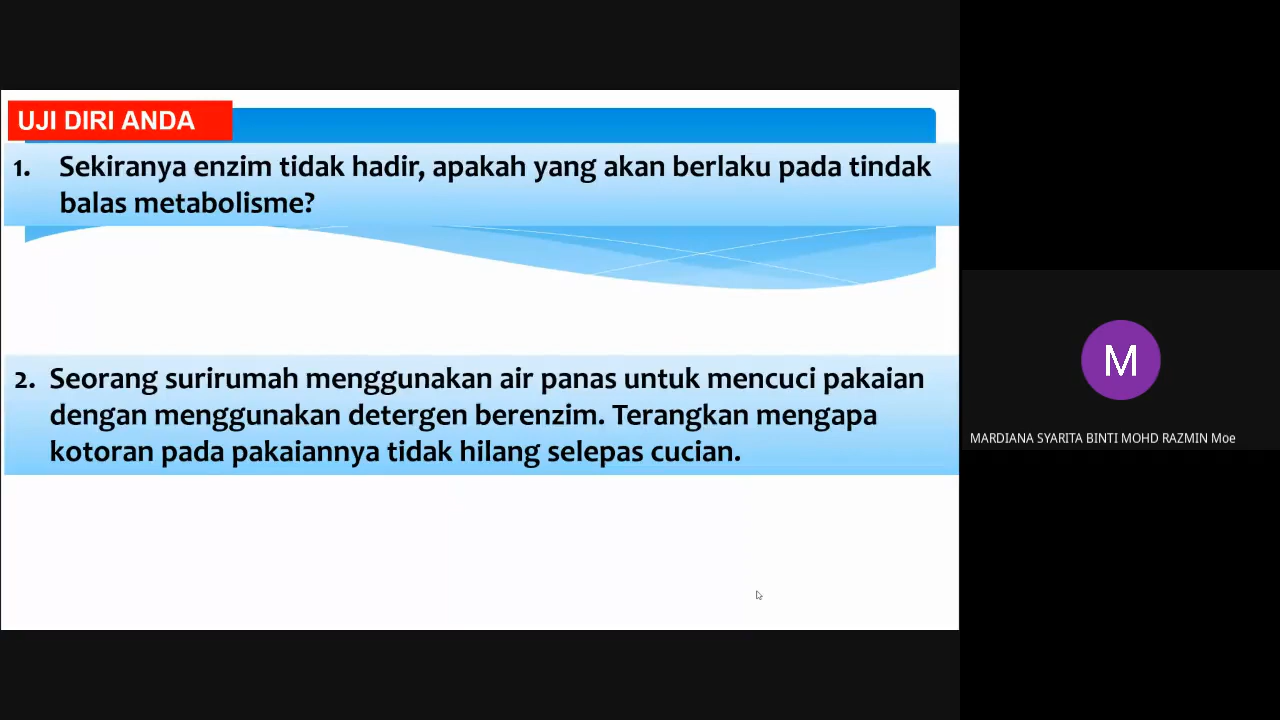 UJI DIRI ANDA
1. Sekiranya enzim tidak hadir, apakah yang akan berlaku pada tindak
balas metabolisme?
2. Seorang surirumah menggunakan air panas untuk mencuci pakaian
dengan menggunakan detergen berenzim. Terangkan mengapa
kotoran pada pakaiannya tidak hilang selepas cucian.
M
MARDIANA SYARITA BINTI MOHD RAZMIN Moe